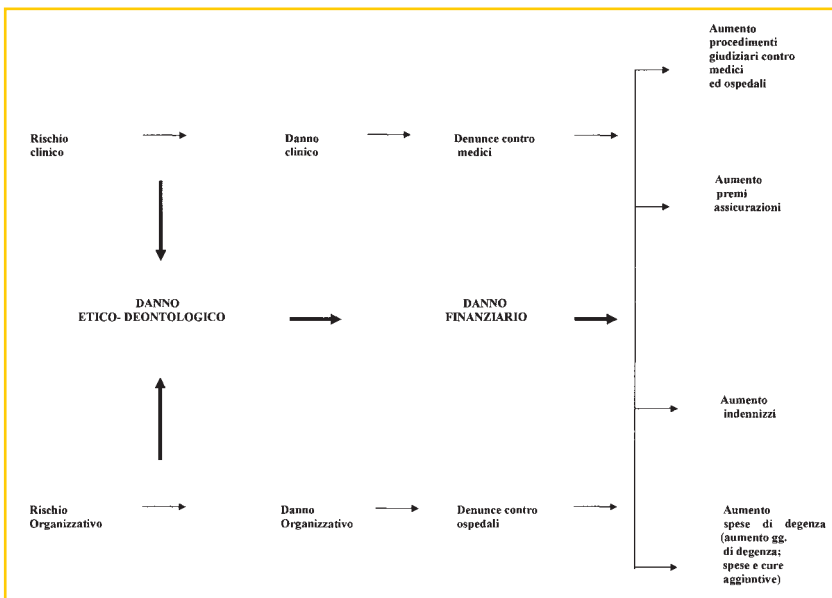 Aumento
procedimenti
giudiziari contro
medici
ed ospedali
Rischio
clinico
Danno
clinico
Denunce contro
medici
Aumento
premi
assicurazioni
DANNO
ETICO- DEONTOLOGICO
DANNO
FINANZIARIO
Aumento
indennizzi
Rischio
Organizzativo
Danno
Organizzativo
Denunce contro
ospedali
Aumento
spese di degenza
(aumento gg.
di degenza;
spese e cure
aggiuntive)